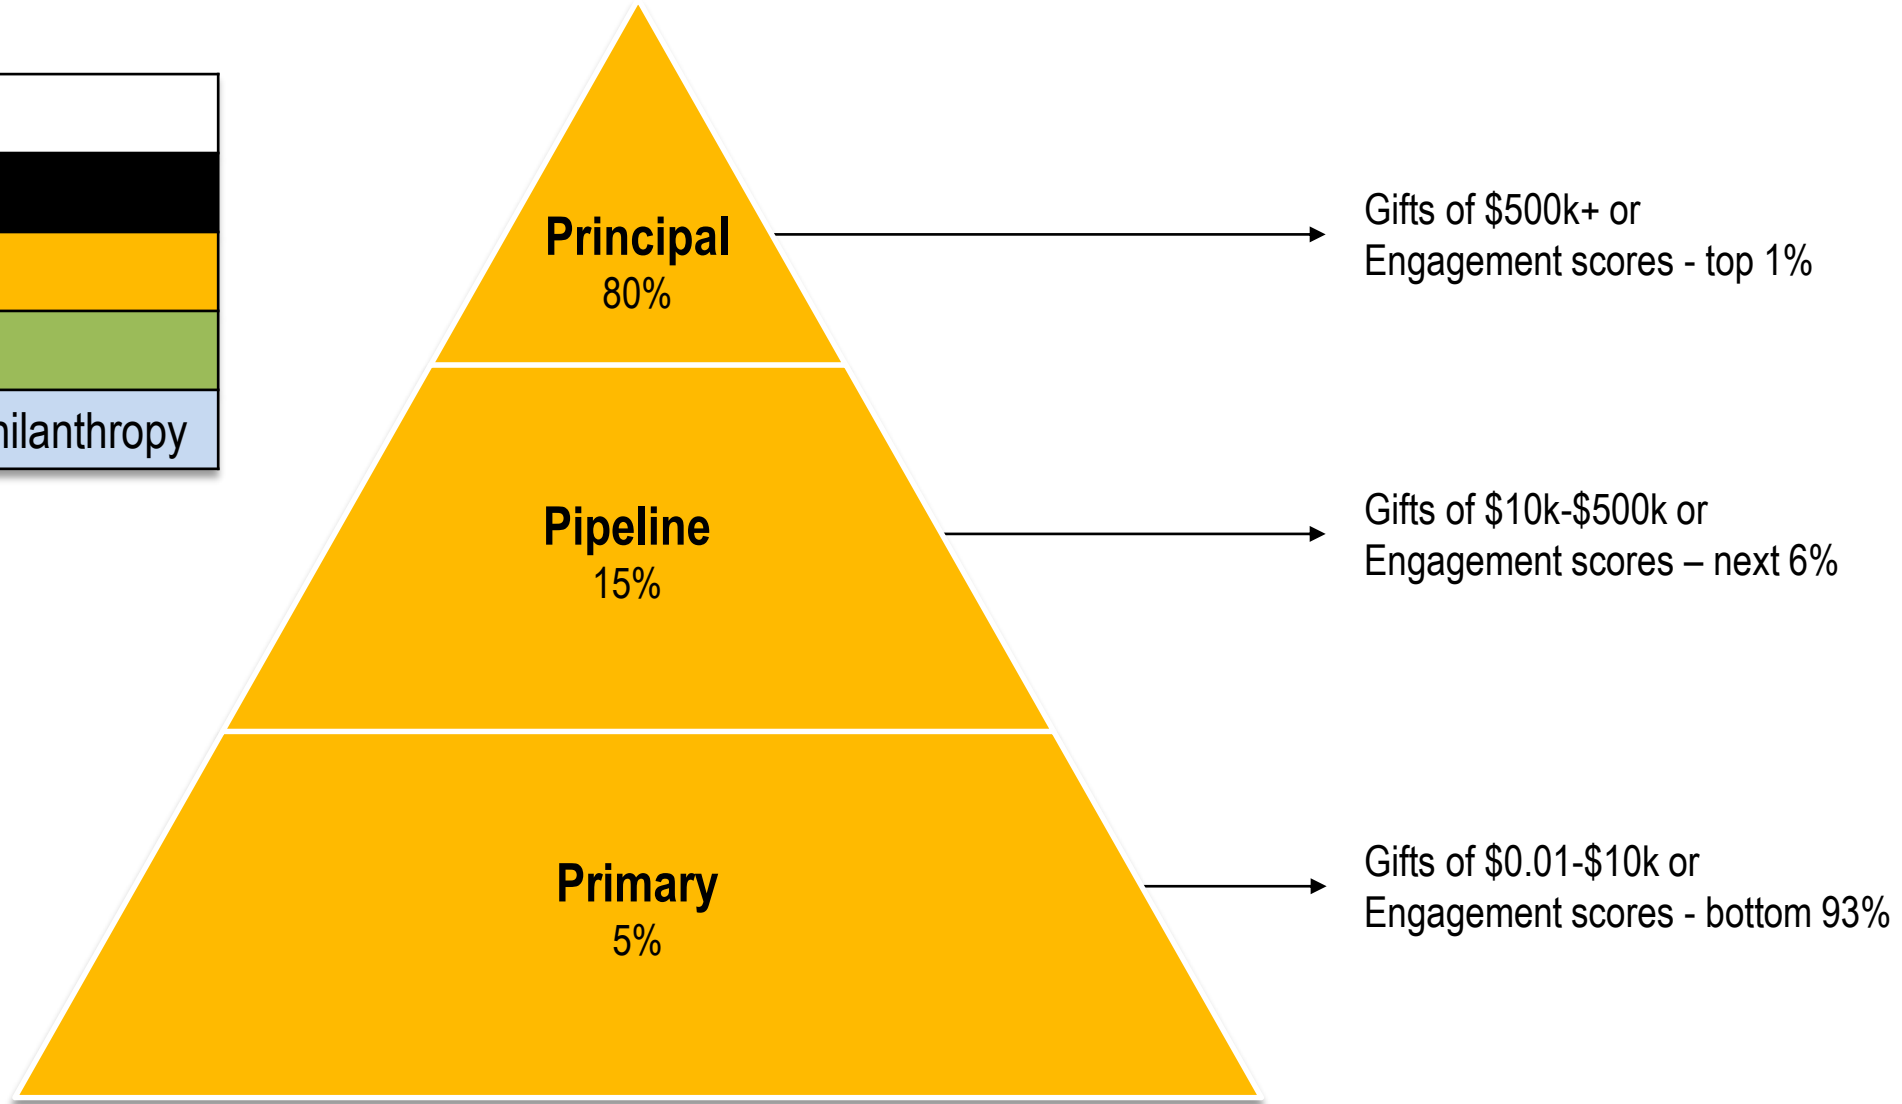 hilanthropy
Principal
80%
Gifts of $500k+ or
Engagement scores - top 1%
Pipeline
15%
Gifts of $10k-$500k or
Engagement scores – next 6%
Primary
5%
Gifts of $0.01-$10k or
Engagement scores - bottom 93%